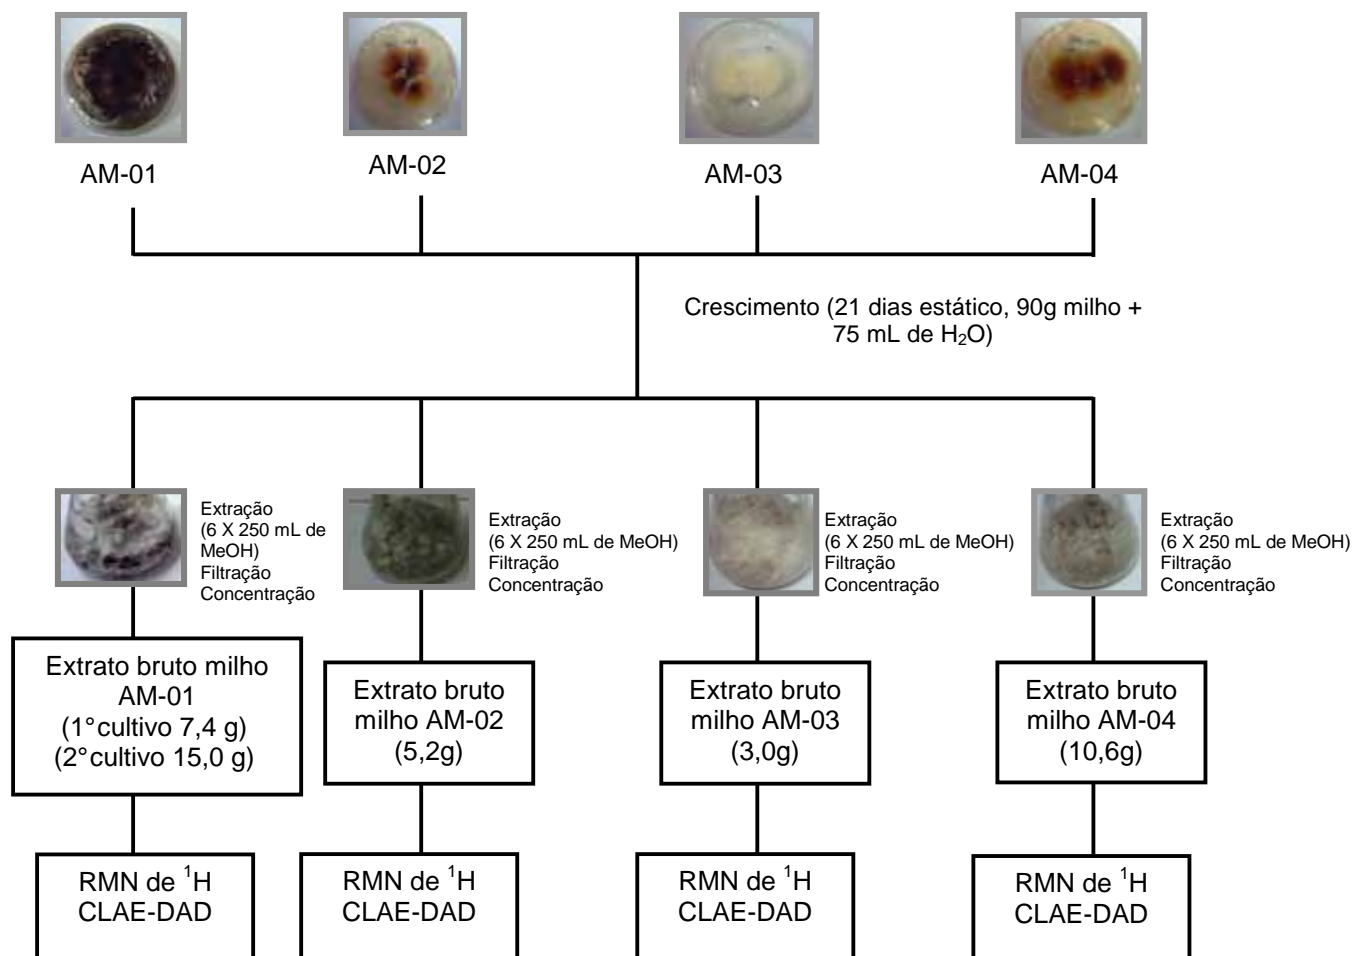 AM-01
AM-02
AM-03
AM-04
Crescimento (21 dias estático, 90g milho +
75 mL de H₂O)
Extração
(6 X 250 mL de
MeOH)
Filtração
Concentração
Extração
(6 X 250 mL de MeOH)
Filtração
Concentração
Extração
(6 X 250 mL de MeOH)
Filtração
Concentração
Extração
(6 X 250 mL de MeOH)
Filtração
Concentração
Extrato bruto milho
AM-01
(1° cultivo 7,4 g)
(2° cultivo 15,0 g)
Extrato bruto
milho AM-02
(5,2g)
Extrato bruto
milho AM-03
(3,0g)
Extrato bruto
milho AM-04
(10,6g)
RMN de ¹H
CLAE-DAD
RMN de ¹H
CLAE-DAD
RMN de ¹H
CLAE-DAD
RMN de ¹H
CLAE-DAD